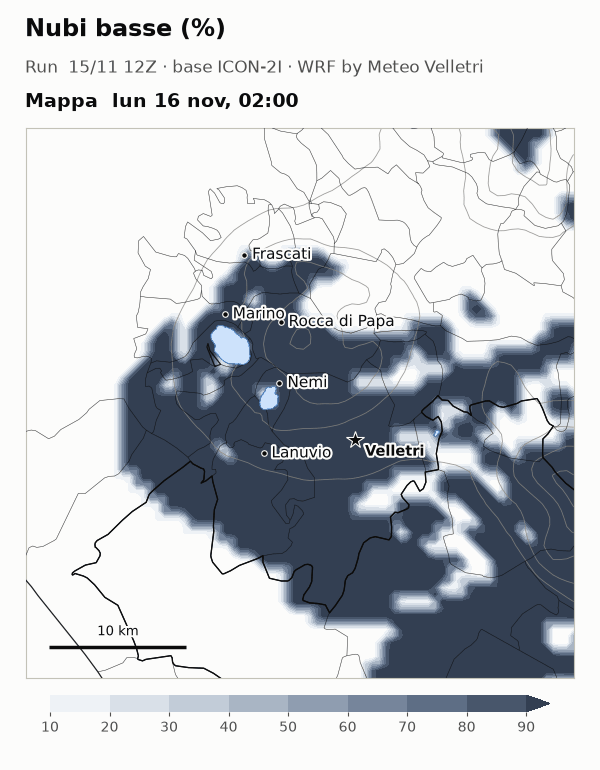 Nubi basse (%)
Run  15/11 12Z · base ICON-2I · WRF by Meteo Velletri
Mappa  lun 16 nov, 02:00
Frascati
Marino
Rocca di Papa
Nemi
Velletri
Lanuvio
10 km
10 20 30 40 50 60 70 80 90